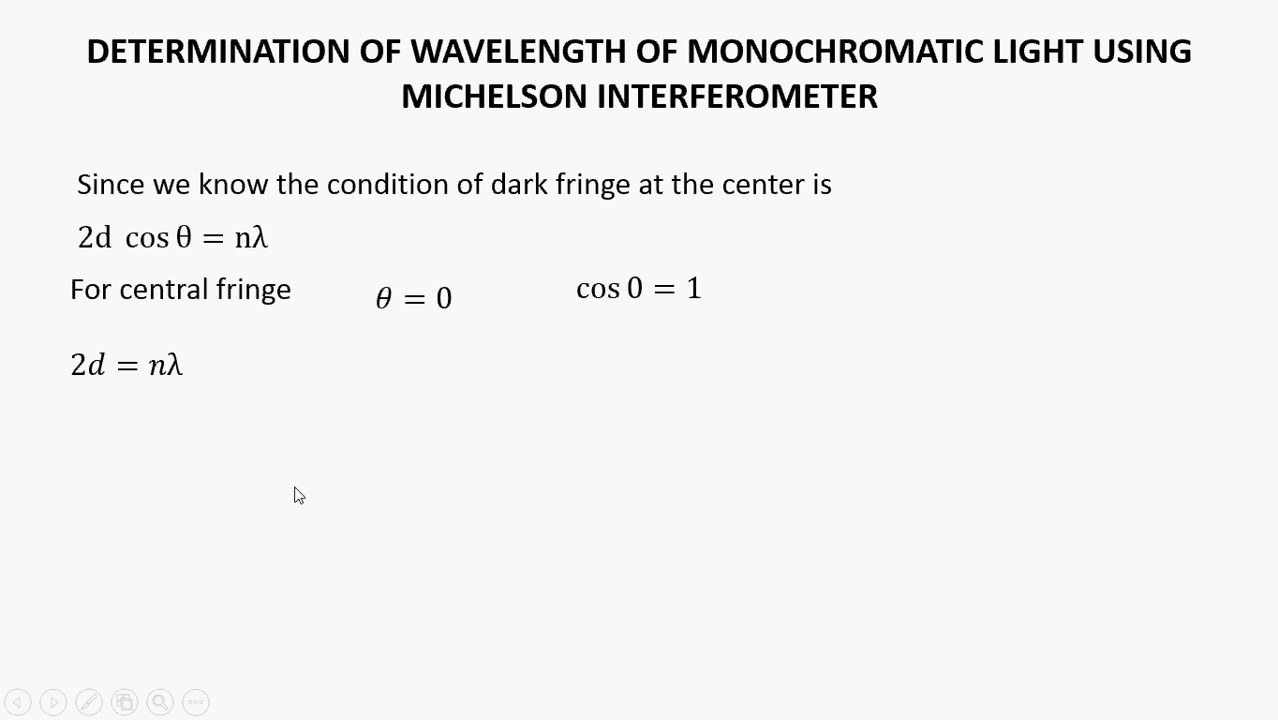 DETERMINATION OF WAVELENGTH OF MONOCHROMATIC LIGHT USING
MICHELSON INTERFEROMETER
Since we know the condition of dark fringe at the center is
2d cos θ = nλ
For central fringe θ = 0 cos 0 = 1
2d = nλ